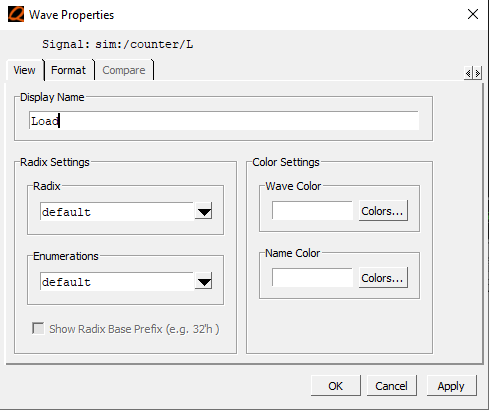 Wave Properties
Signal: sim:/counter/L
View Format Compare
Display Name
Load
Radix Settings
Radix
default
Enumerations
default
Show Radix Base Prefix (e.g. 32'h )
Color Settings
Wave Color
Colors...
Name Color
Colors...
OK Cancel Apply